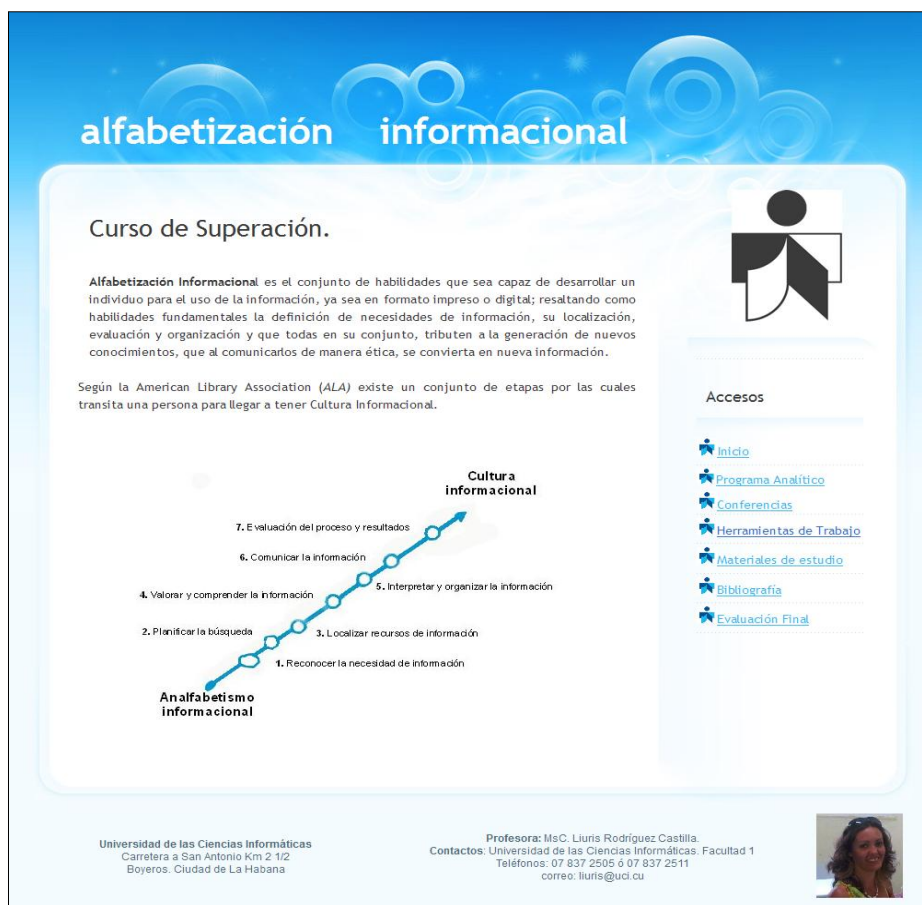 alfabetización informacional
Curso de Superación.
Alfabetización Informacional es el conjunto de habilidades que sea capaz de desarrollar un
individuo para el uso de la información, ya sea en formato impreso o digital; resaltando como
habilidades fundamentales la definición de necesidades de información, su localización,
evaluación y organización y que todas en su conjunto, tributen a la generación de nuevos
conocimientos, que al comunicarlos de manera ética, se convierta en nueva información.
Según la American Library Association (ALA) existe un conjunto de etapas por las cuales
transita una persona para llegar a tener Cultura Informacional.
Cultura
informacional
7. Evaluación del proceso y resultados
6. Comunicar la información
5. Interpretar y organizar la información
4. Valorar y comprender la información
2. Planificar la búsqueda
3. Localizar recursos de información
1. Reconocer la necesidad de información
Analfabetismo
informacional
Accesos
Inicio
Programa Analítico
Conferencias
Herramientas de Trabajo
Materiales de estudio
Bibliografía
Evaluación Final
Universidad de las Ciencias Informáticas
Carretera a San Antonio Km 2 1/2
Boyeros. Ciudad de La Habana
Profesora: MsC. Liuris Rodríguez Castilla.
Contactos: Universidad de las Ciencias Informáticas. Facultad 1
Teléfonos: 07 837 2505 ó 07 837 2511
correo: liuris@uci.cu